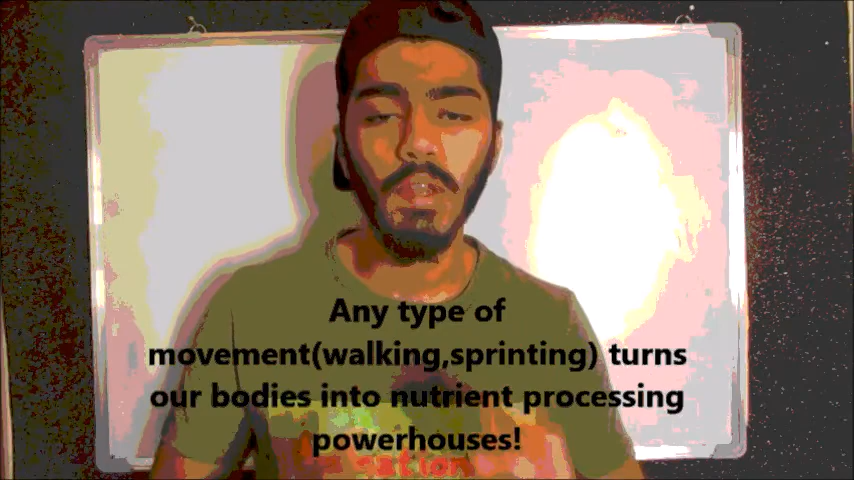 Any type of
movement(walking,sprinting) turns
our bodies into nutrient processing
powerhouses!